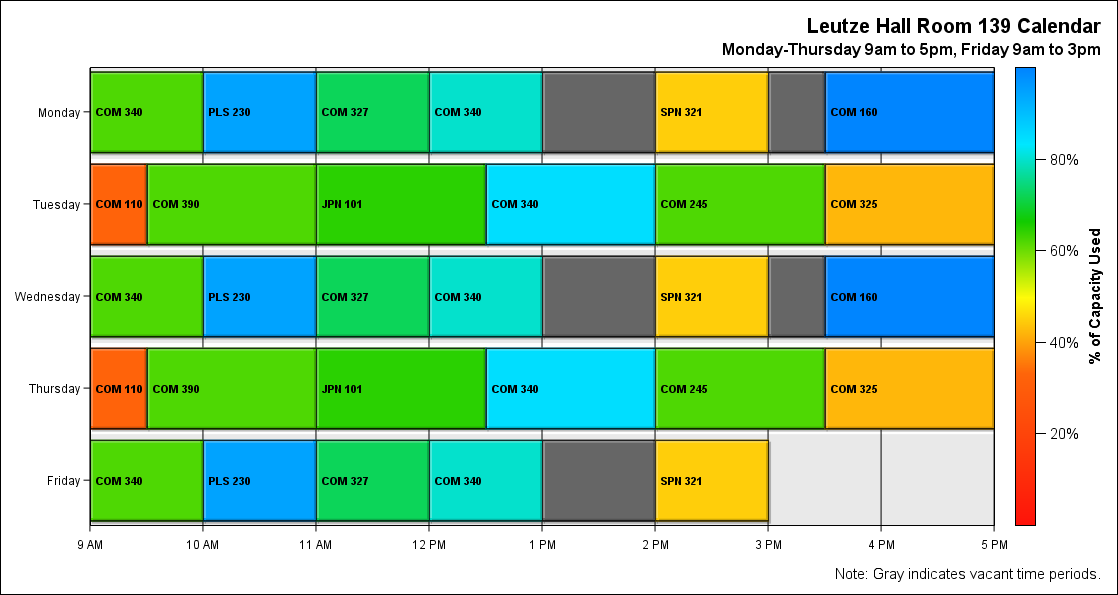 Leutze Hall Room 139 Calendar
Monday-Thursday 9am to 5pm, Friday 9am to 3pm
Monday
COM 340
PLS 230
COM 327
COM 340
SPN 321
COM 160
Tuesday
COM 110
COM 390
JPN 101
COM 340
COM 245
COM 325
Wednesday
COM 340
PLS 230
COM 327
COM 340
SPN 321
COM 160
Thursday
COM 110
COM 390
JPN 101
COM 340
COM 245
COM 325
Friday
COM 340
PLS 230
COM 327
COM 340
SPN 321
9 AM
10 AM
11 AM
12 PM
1 PM
2 PM
3 PM
4 PM
5 PM
80%
60%
40%
20%
% of Capacity Used
Note: Gray indicates vacant time periods.